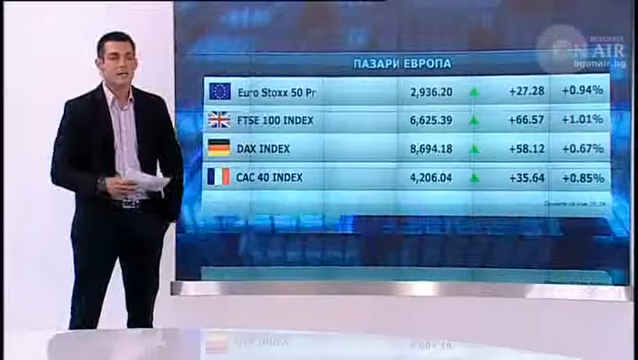 BULGARIA
ON AIR
bgonair.bg
ПАЗАРИ ЕВРОПА
Euro Stoxx 50 Pr 2,936.20 +27.28 +0.94%
FTSE 100 INDEX 6,625.39 +66.57 +1.01%
DAX INDEX 8,694.18 +58.12 +0.67%
CAC 40 INDEX 4,206.04 +35.64 +0.85%